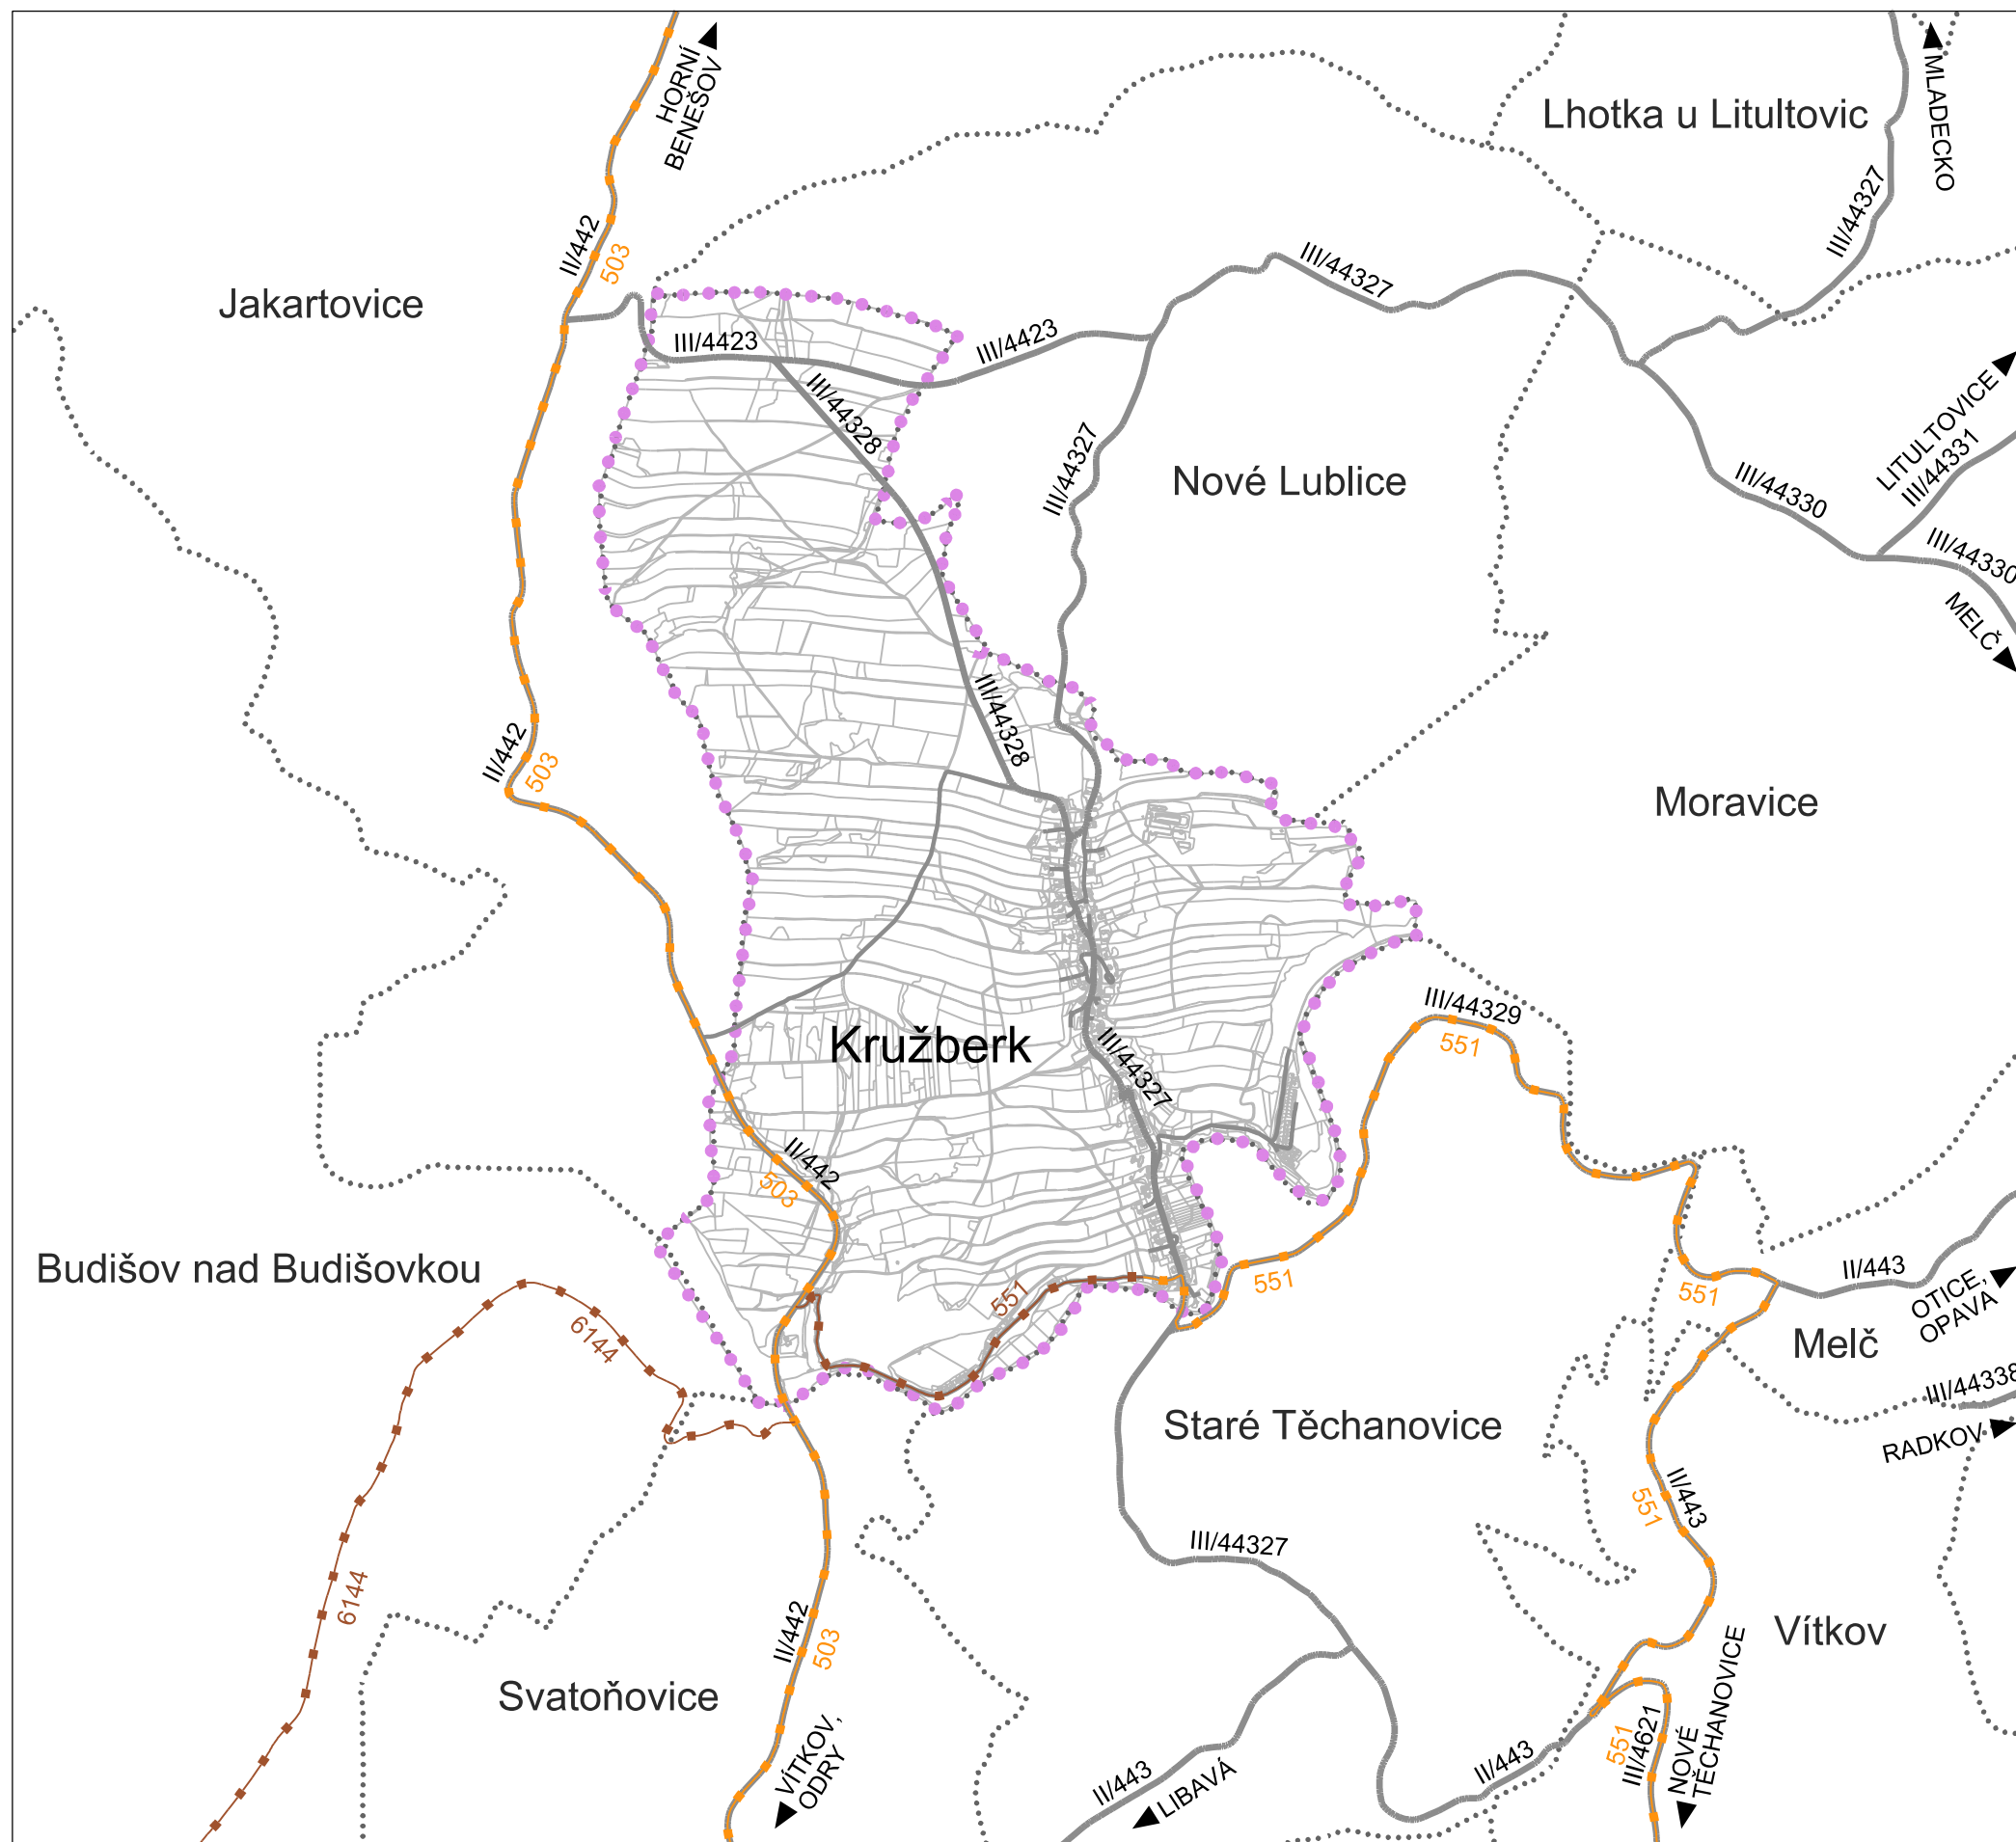 HORNÍ
BENEŠOV
MLADECKO
Lhotka u Litultovic
III/44327
II/442
503
III/44327
Jakartovice
III/4423
III/4423
III/44328
LITULTOVICE
III/44331
III/44327
Nové Lublice
III/44330
III/44330
MELČ
III/44328
II/442
503
Moravice
III/44329
551
Kružberk
III/44327
II/442
503
Budišov nad Budišovkou
6144
551
551
551
II/443
OTICE,
OPAVA
Melč
III/44338
RADKOV
Staré Těchanovice
II/443
551
III/44327
6144
II/442
503
Vítkov
Svatoňovice
VÍTKOV,
ODRY
II/443
LIBAVÁ
II/443
551
III/4621
NOVÉ
TĚCHANOVICE